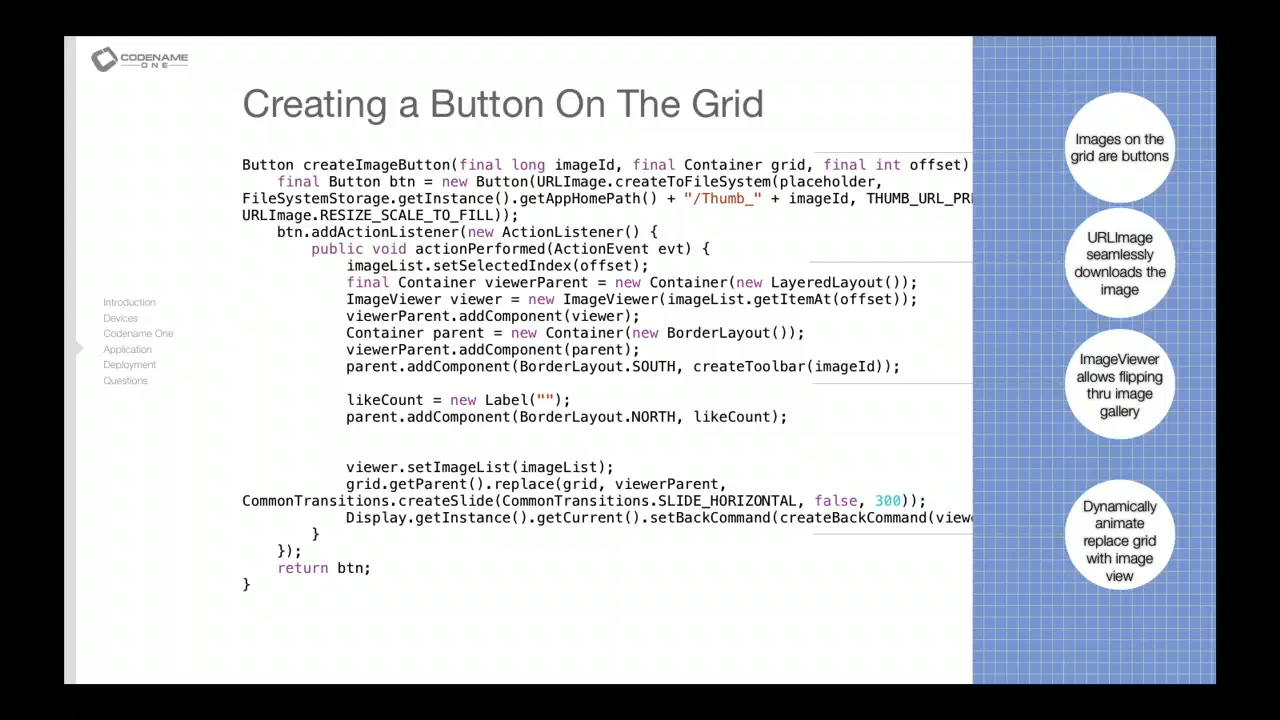 CODENAME
ONE
Creating a Button On The Grid
Button createImageButton(final long imageId, final Container grid, final int offset)
final Button btn = new Button(URLImage.createToFileSystem(placeholder,
FileSystemStorage.getInstance().getAppHomePath() + "/Thumb_" + imageId, THUMB_URL_PR
URLImage.RESIZE_SCALE_TO_FILL));
btn.addActionListener(new ActionListener() {
public void actionPerformed(ActionEvent evt) {
imageList.setSelectedIndex(offset);
final Container viewerParent = new Container(new LayeredLayout());
ImageViewer viewer = new ImageViewer(imageList.getItemAt(offset));
viewerParent.addComponent(viewer);
Container parent = new Container(new BorderLayout());
viewerParent.addComponent(parent);
parent.addComponent(BorderLayout.SOUTH, createToolbar(imageId));
likeCount = new Label("");
parent.addComponent(BorderLayout.NORTH, likeCount);
viewer.setImageList(imageList);
grid.getParent().replace(grid, viewerParent,
CommonTransitions.createSlide(CommonTransitions.SLIDE_HORIZONTAL, false, 300));
Display.getInstance().getCurrent().setBackCommand(createBackCommand(view
}
});
return btn;
}
Introduction
Devices
Codename One
Application
Deployment
Questions
Images on the
grid are buttons
URLImage
seamlessly
downloads the
image
ImageViewer
allows flipping
thru image
gallery
Dynamically
animate
replace grid
with image
view